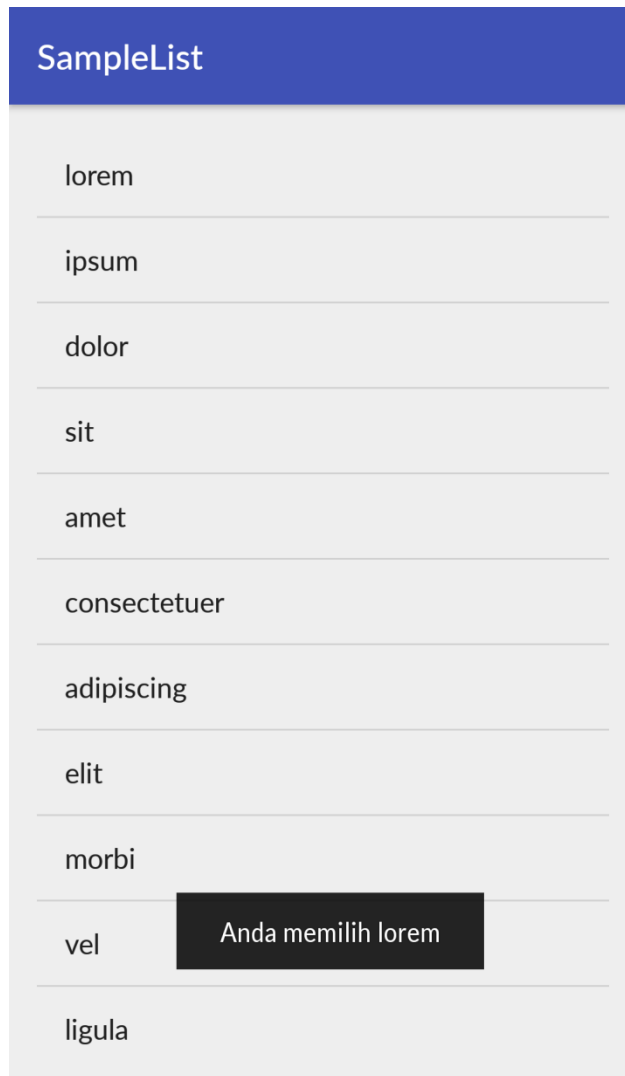 SampleList
lorem
ipsum
dolor
sit
amet
consectetuer
adipiscing
elit
morbi
Anda memilih lorem
vel
ligula